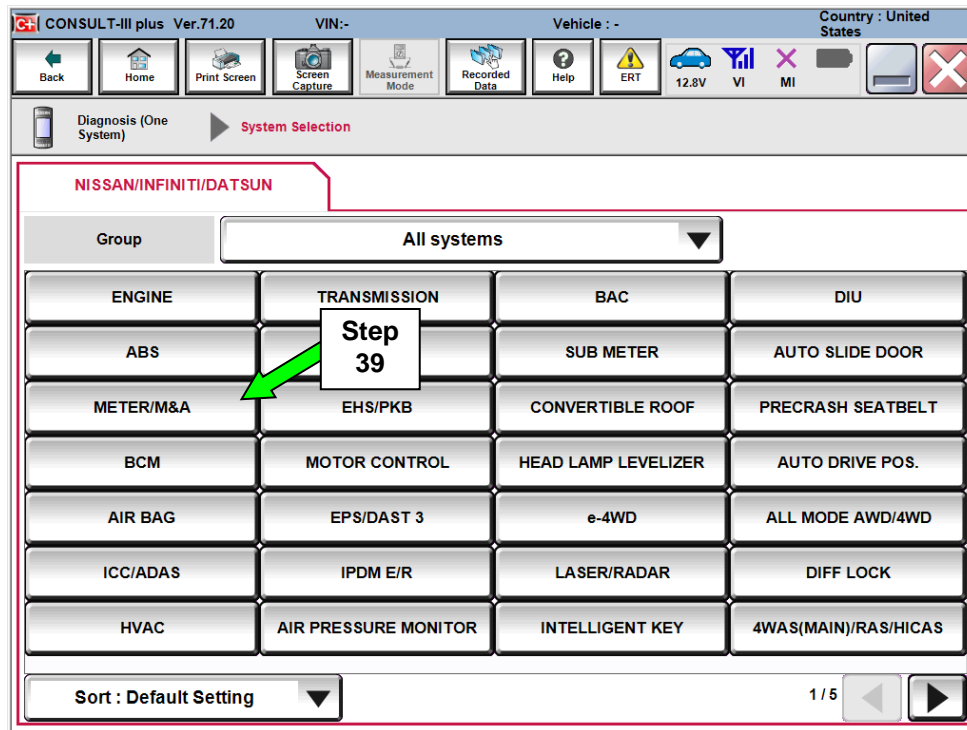 C+ CONSULT-III plus Ver.71.20 VIN:- Vehicle : - Country : United
States
Back Home Print Screen Screen
Capture Measurement
Mode Recorded
Data Help ERT 12.8V VI MI
Diagnosis (One
System) System Selection
NISSAN/INFINITI/DATSUN
Group All systems
ENGINE TRANSMISSION BAC DIU
ABS SUB METER AUTO SLIDE DOOR
Step
39
METER/M&A EHS/PKB CONVERTIBLE ROOF PRECRASH SEATBELT
BCM MOTOR CONTROL HEAD LAMP LEVELIZER AUTO DRIVE POS.
AIR BAG EPS/DAST 3 e-4WD ALL MODE AWD/4WD
ICC/ADAS IPDM E/R LASER/RADAR DIFF LOCK
HVAC AIR PRESSURE MONITOR INTELLIGENT KEY 4WAS(MAIN)/RAS/HICAS
Sort : Default Setting 1 / 5